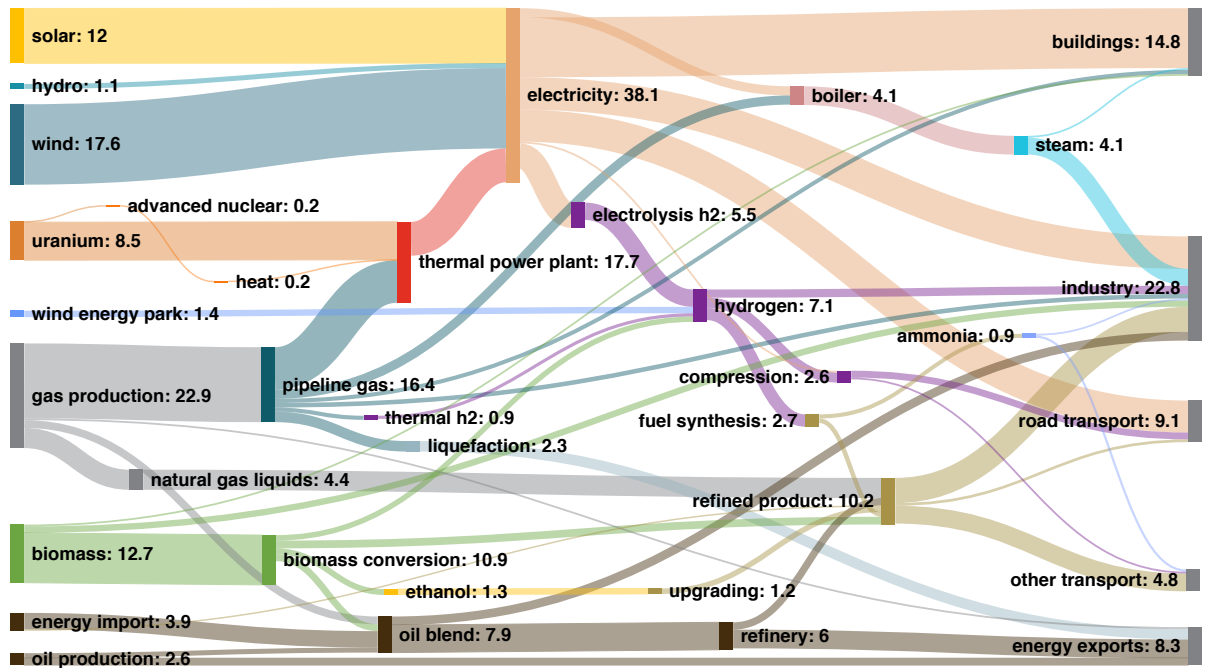 solar: 12
buildings: 14.8
hydro: 1.1
electricity: 38.1
boiler: 4.1
wind: 17.6
steam: 4.1
advanced nuclear: 0.2
electrolysis h2: 5.5
uranium: 8.5
thermal power plant: 17.7
heat: 0.2
industry: 22.8
wind energy park: 1.4
hydrogen: 7.1
ammonia: 0.9
compression: 2.6
pipeline gas: 16.4
gas production: 22.9
thermal h2: 0.9
fuel synthesis: 2.7
road transport: 9.1
liquefaction: 2.3
natural gas liquids: 4.4
refined product: 10.2
biomass: 12.7
biomass conversion: 10.9
other transport: 4.8
ethanol: 1.3
upgrading: 1.2
energy import: 3.9
oil blend: 7.9
refinery: 6
energy exports: 8.3
oil production: 2.6